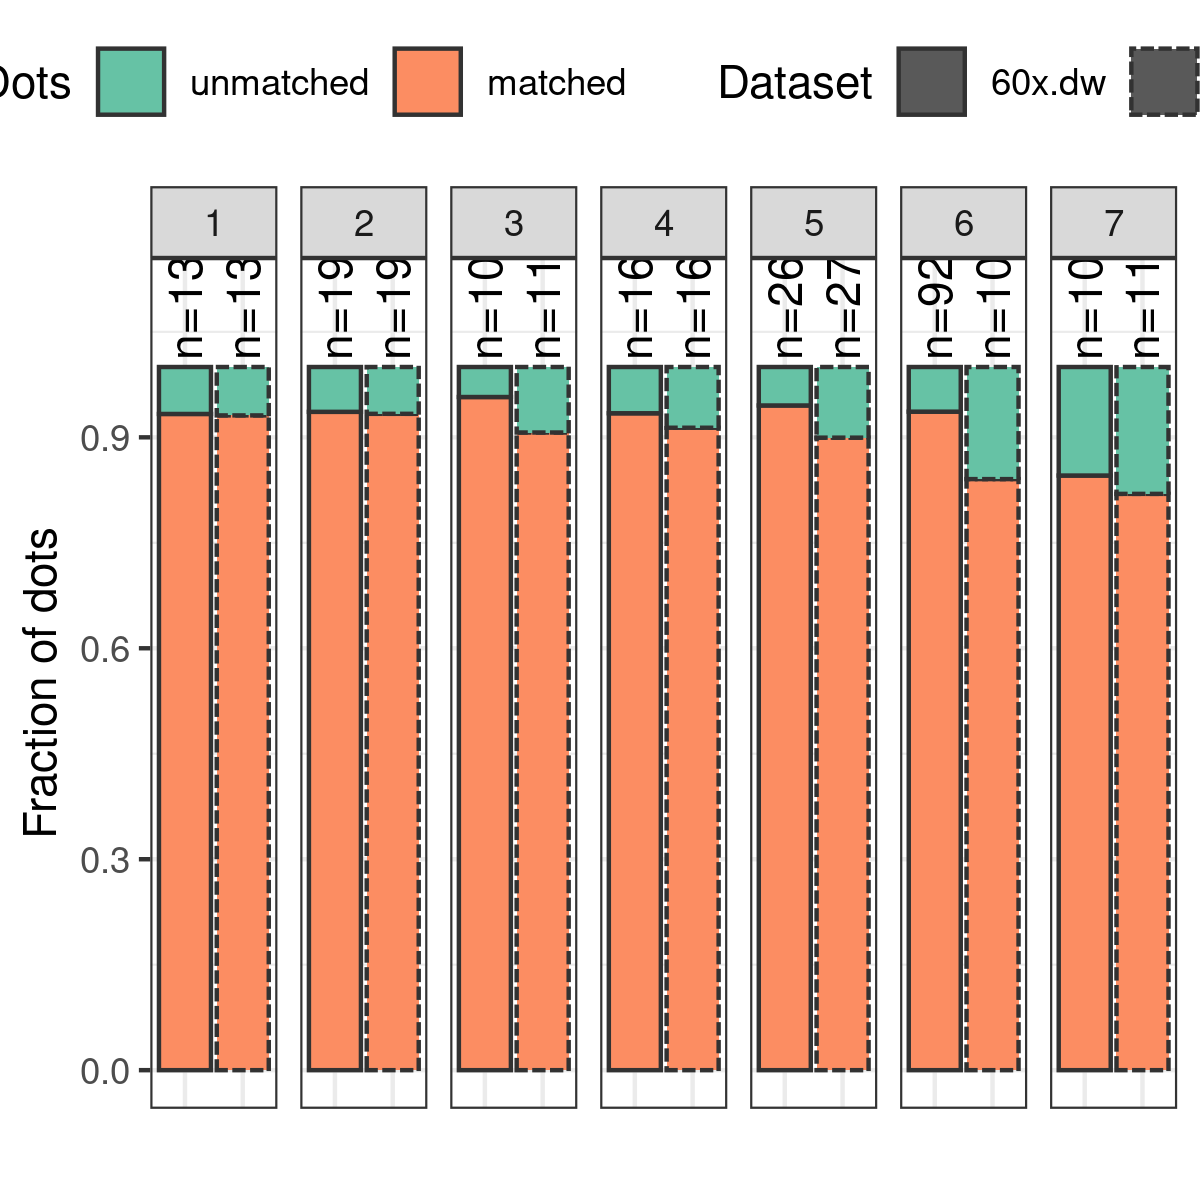 Dots unmatched matched Dataset 60x.dw
1 2 3 4 5 6 7
n=13 n=13 n=19 n=19 n=10 n=11 n=16 n=16 n=26 n=27 n=92 n=10 n=10 n=11
Fraction of dots
0.9
0.6
0.3
0.0